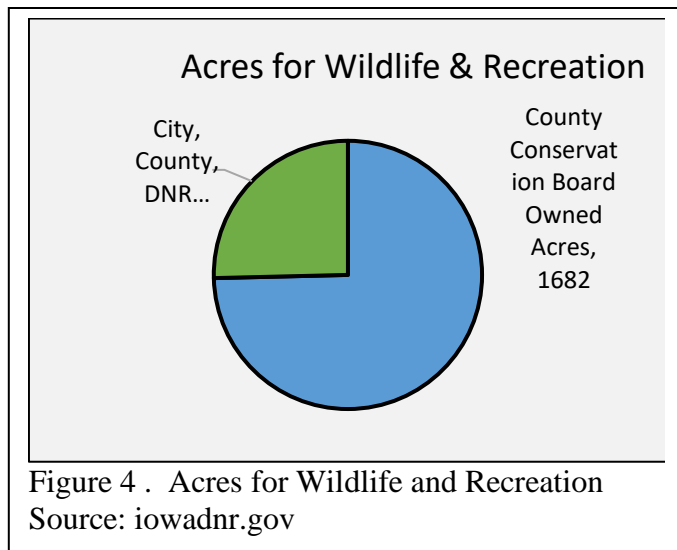 Acres for Wildlife & Recreation
City,
County,
DNR...
County
Conservat
ion Board
Owned
Acres,
1682
Figure 4 .  Acres for Wildlife and Recreation
Source: iowadnr.gov